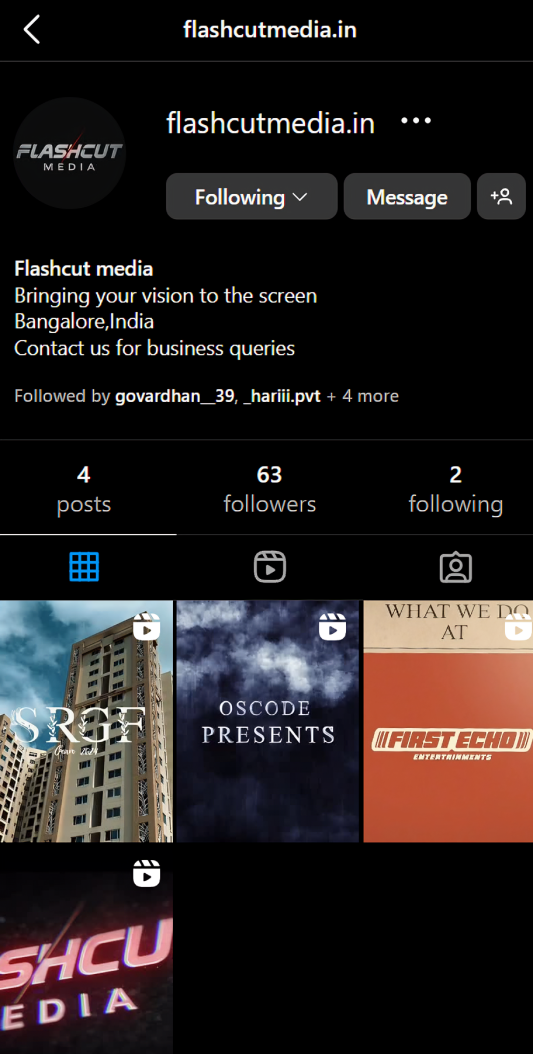 flashcutmedia.in
FLASHCUT
MEDIA
flashcutmedia.in
Following
Message
Flashcut media
Bringing your vision to the screen
Bangalore,India
Contact us for business queries
Followed by govardhan__39, _hariii.pvt + 4 more
4
posts
63
followers
2
following
SRGF
OSCODE
PRESENTS
WHAT WE DO
AT
FIRST ECHO
ENTERTAINMENTS
SHCU
EDIA